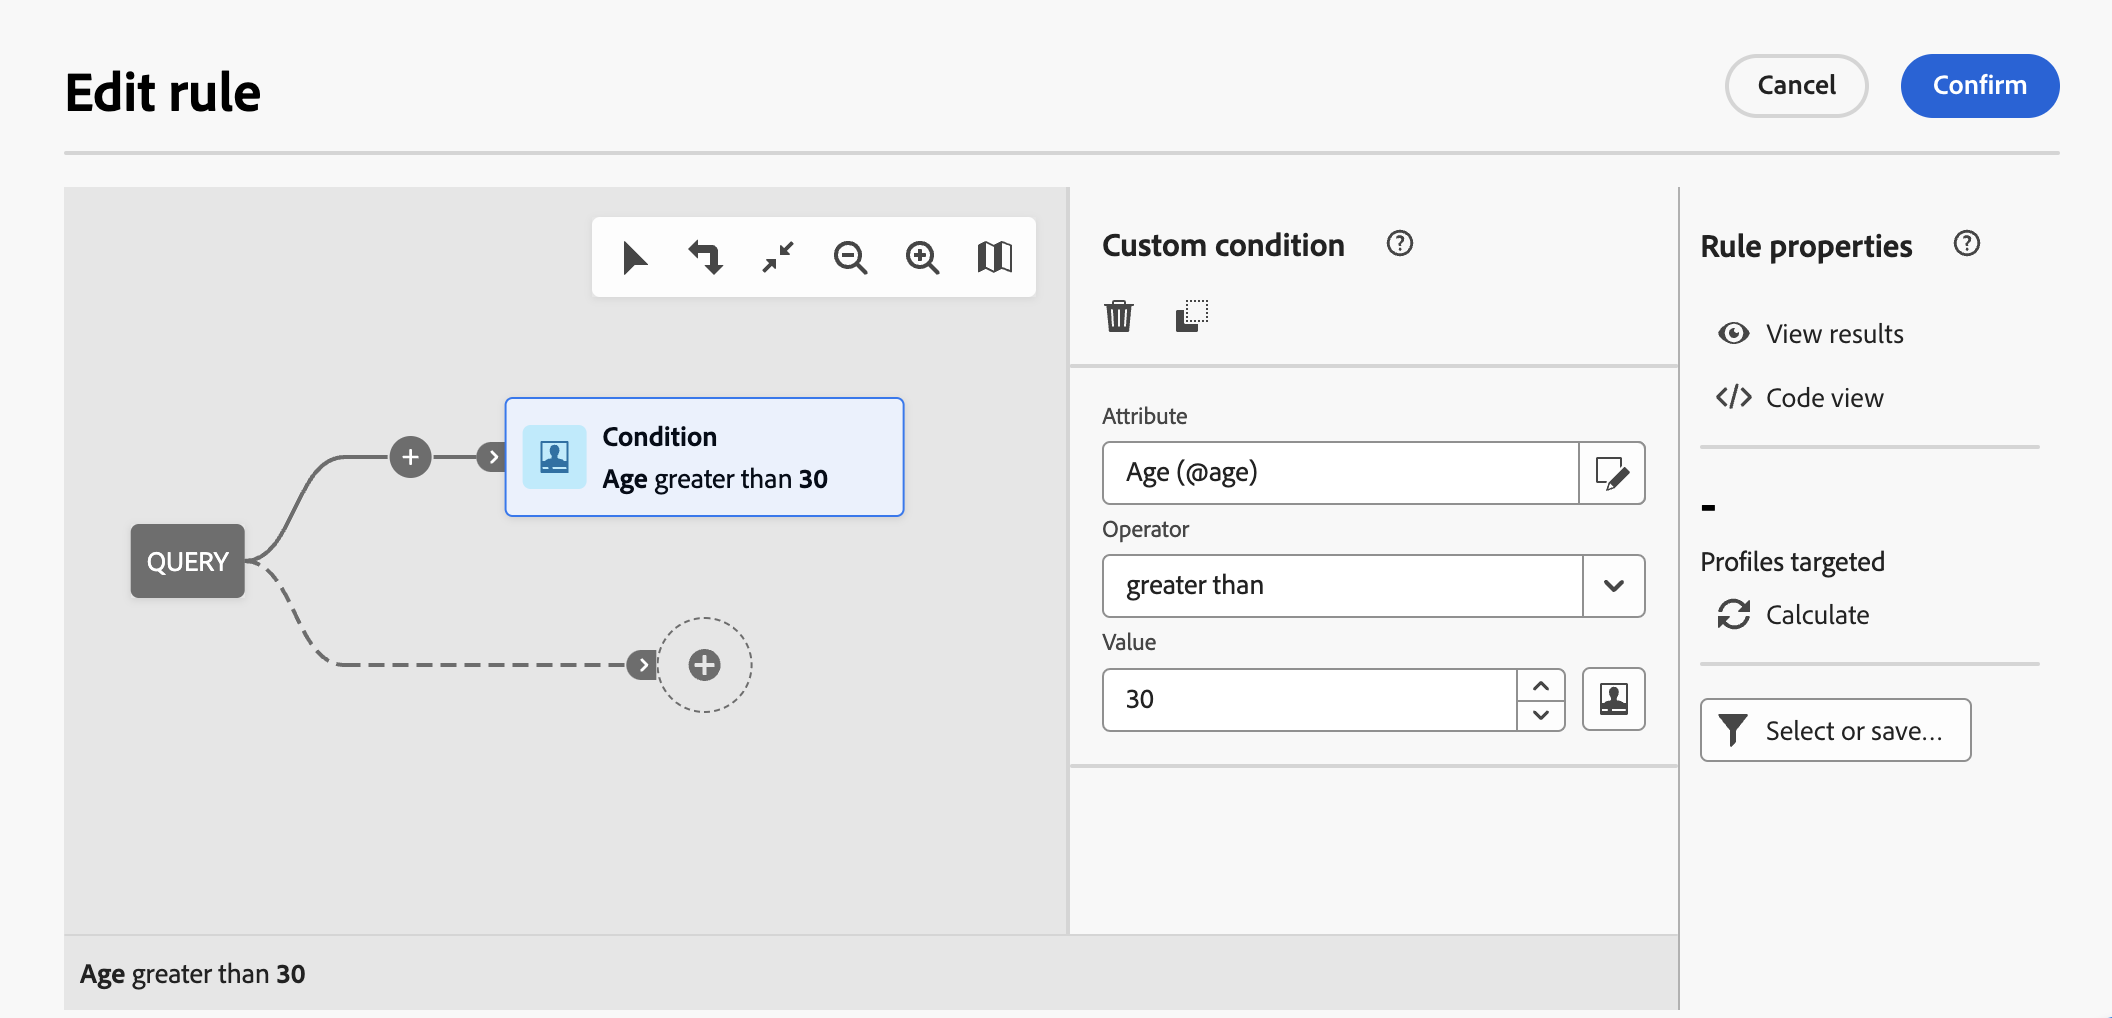 Edit rule
Cancel
Confirm
QUERY
Condition
Age greater than 30
Age greater than 30
Custom condition
Attribute
Age (@age)
Operator
greater than
Value
30
Rule properties
View results
Code view
-
Profiles targeted
Calculate
Select or save...